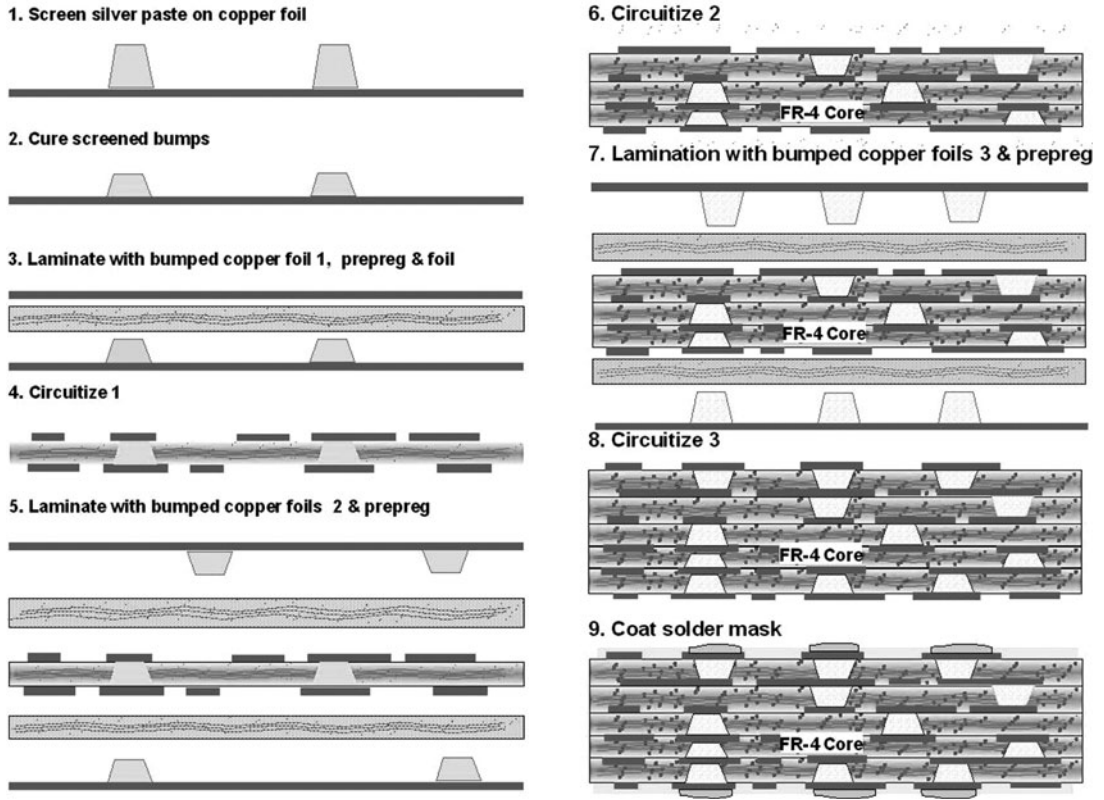 1. Screen silver paste on copper foil
2. Cure screened bumps
3. Laminate with bumped copper foil 1, prepreg & foil
4. Circuitize 1
5. Laminate with bumped copper foils 2 & prepreg
6. Circuitize 2
FR-4 Core
7. Lamination with bumped copper foils 3 & prepreg
FR-4 Core
8. Circuitize 3
FR-4 Core
9. Coat solder mask
FR-4 Core